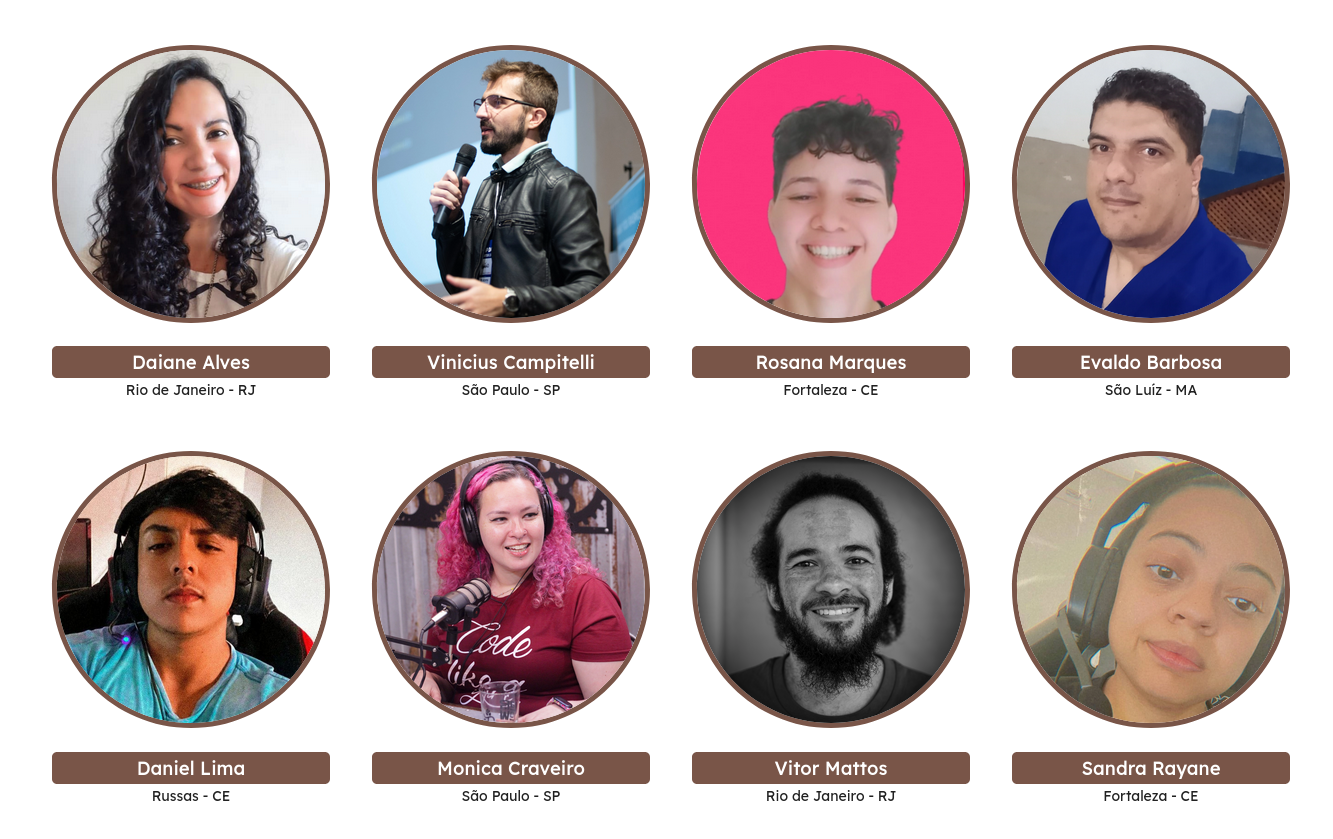 Daiane Alves
Rio de Janeiro - RJ
Vinicius Campitelli
São Paulo - SP
Rosana Marques
Fortaleza - CE
Evaldo Barbosa
São Luíz - MA
Code
like a
Daniel Lima
Russas - CE
Monica Craveiro
São Paulo - SP
Vitor Mattos
Rio de Janeiro - RJ
Sandra Rayane
Fortaleza - CE